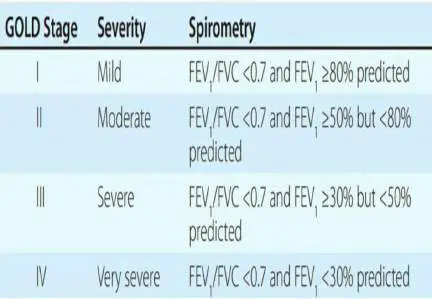 GOLD Stage Severity Spirometry
I Mild FEV₁/FVC <0.7 and FEV₁ ≥80% predicted
II Moderate FEV₁/FVC <0.7 and FEV₁ ≥50% but <80%
predicted
III Severe FEV₁/FVC <0.7 and FEV₁ ≥30% but <50%
predicted
IV Very severe FEV₁/FVC <0.7 and FEV₁ <30% predicted